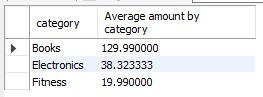 category Average amount by
category
Books 129.990000
Electronics 38.323333
Fitness 19.990000